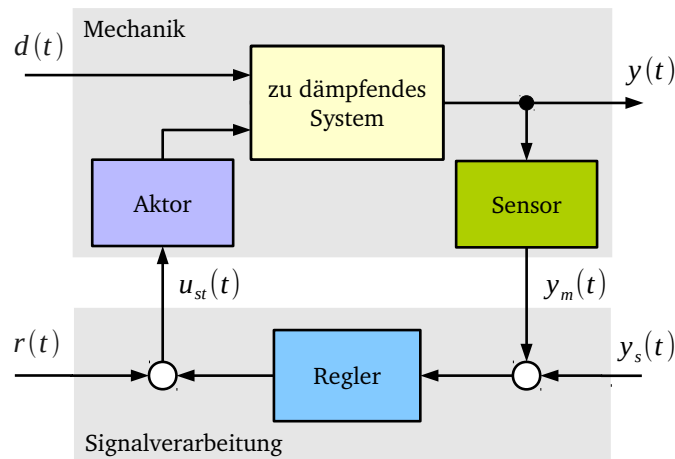 Mechanik
d(t)
zu dämpfendes
System
y(t)
Aktor
Sensor
u_st(t)
y_m(t)
r(t)
Regler
y_s(t)
Signalverarbeitung